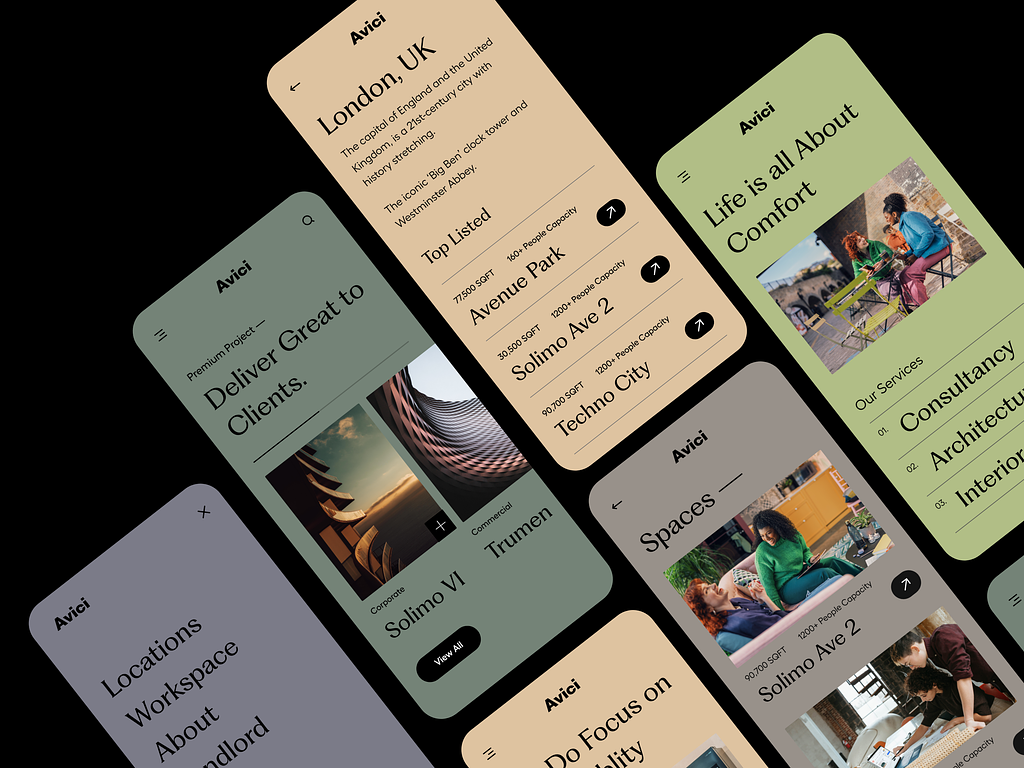 Avici
London, UK
The capital of England and the United
Kingdom, is a 21st-century city with
history stretching.
The iconic 'Big Ben' clock tower and
Westminster Abbey.
Top Listed
77,500 SQFT 160+ People Capacity
Avenue Park
30,500 SQFT 1200+ People Capacity
Solimo Ave 2
90,700 SQFT 1200+ People Capacity
Techno City
Avici
Life is all About
Comfort
Our Services
01. Consultancy
02. Architectu
03. Interior
Avici
Premium Project —
Deliver Great to
Clients.
Corporate
Solimo VI
Commercial
Trumen
View All
Avici
Spaces —
90,700 SQFT 1200+ People Capacity
Solimo Ave 2
People Capacity
Avici
Locations
Workspace
About
ndlord
Avici
Do Focus on
blity